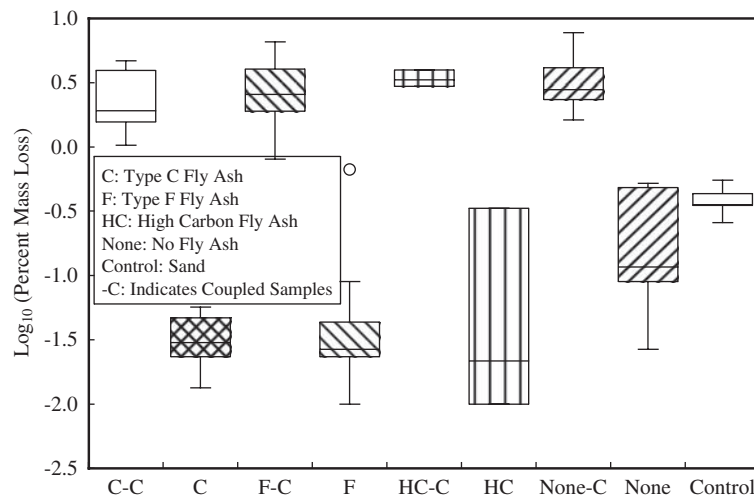 1.0
0.5
0.0
-0.5
-1.0
-1.5
-2.0
-2.5
Log10 (Percent Mass Loss)
C: Type C Fly Ash
F: Type F Fly Ash
HC: High Carbon Fly Ash
None: No Fly Ash
Control: Sand
-C: Indicates Coupled Samples
C-C C F-C F HC-C HC None-C None Control